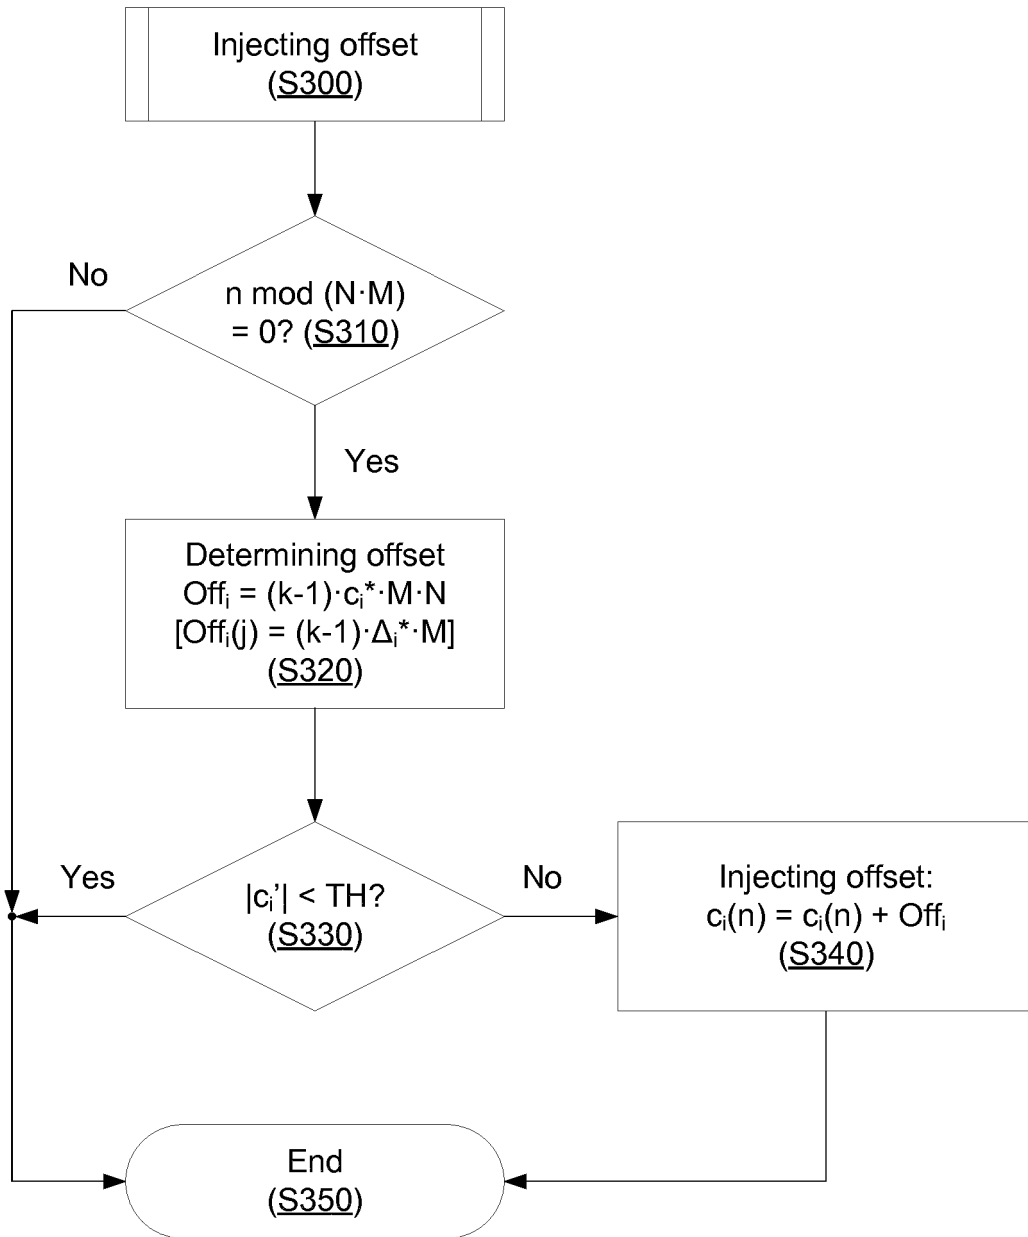 Injecting offset
(S300)
No
n mod (N·M)
= 0? (S310)
Yes
Determining offset
Offᵢ = (k-1)·cᵢ*·M·N
[Offᵢ(j) = (k-1)·Δᵢ*·M]
(S320)
Yes
|cᵢ’| < TH?
(S330)
No
Injecting offset:
cᵢ(n) = cᵢ(n) + Offᵢ
(S340)
End
(S350)